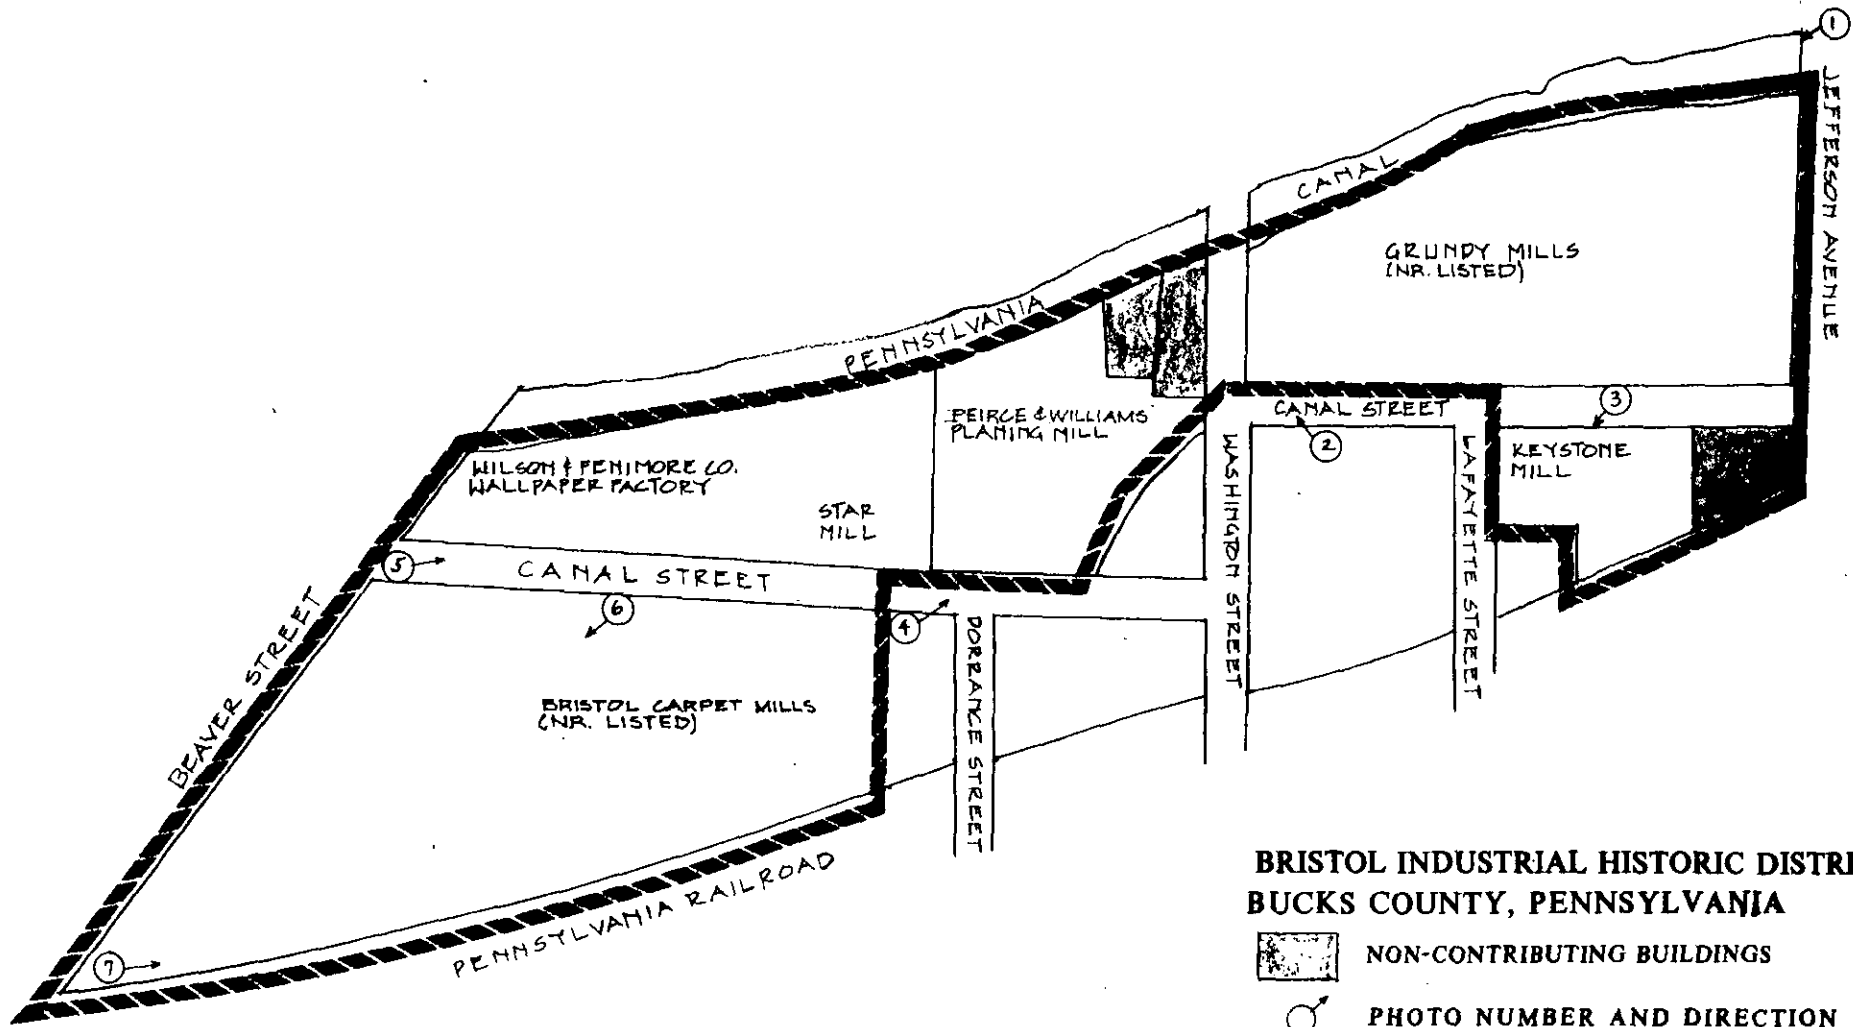 1
JEFFERSON AVENUE
CANAL
GRUNDY MILLS
(NR. LISTED)
PENNSYLVANIA
PEIRCE & WILLIAMS
PLANING MILL
CANAL STREET
3
2
KEYSTONE
MILL
WILSON & FENIMORE CO.
WALLPAPER FACTORY
STAR
MILL
WASHINGTON STREET
LAFAYETTE STREET
5
CANAL STREET
6
4
DORRANCE STREET
BEAVER STREET
BRISTOL CARPET MILLS
(NR. LISTED)
PENNSYLVANIA RAILROAD
7
BRISTOL INDUSTRIAL HISTORIC DISTRI
BUCKS COUNTY, PENNSYLVANIA
NON-CONTRIBUTING BUILDINGS
PHOTO NUMBER AND DIRECTION